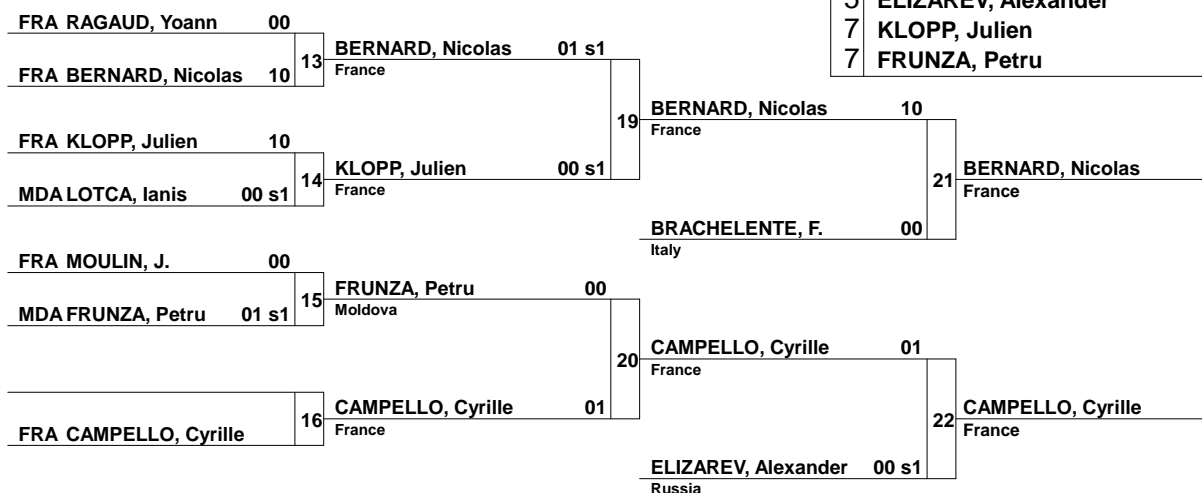 5 ELIZAREV, Alexander
7 KLOPP, Julien
7 FRUNZA, Petru
FRA RAGAUD, Yoann 00
13
FRA BERNARD, Nicolas 10
BERNARD, Nicolas 01 s1
France
FRA KLOPP, Julien 10
14
MDA LOTCA, Ianis 00 s1
KLOPP, Julien 00 s1
France
19
BERNARD, Nicolas 10
France
21
BRACHELENTE, F. 00
Italy
BERNARD, Nicolas
France
FRA MOULIN, J. 00
15
MDA FRUNZA, Petru 01 s1
FRUNZA, Petru 00
Moldova
16
FRA CAMPELLO, Cyrille
CAMPELLO, Cyrille 01
France
20
CAMPELLO, Cyrille 01
France
22
ELIZAREV, Alexander 00 s1
Russia
CAMPELLO, Cyrille
France